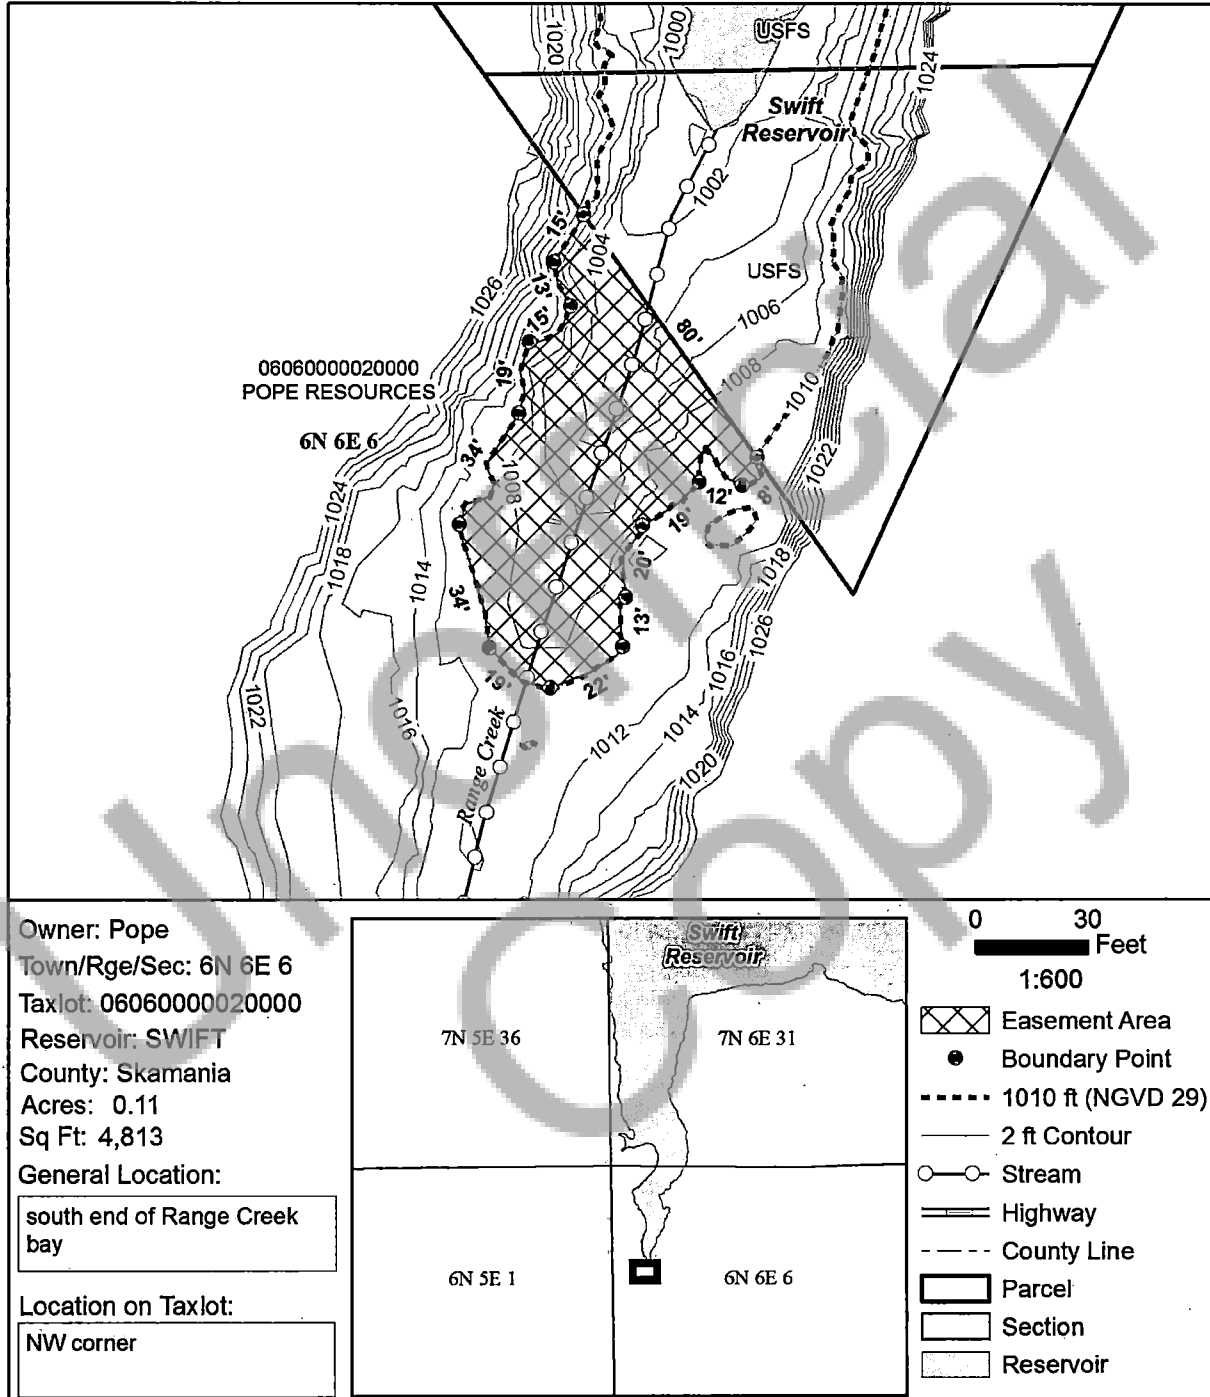 1020
1000
USFS
1024
Swift
Reservoir
1002
15'
1004
1026
13'
USFS
15'
80'
1006
06060000020000
POPE RESOURCES
19'
1008
1010
6N 6E 6
34'
1008
1022
1024
12'
8'
19'
1018
1014
20'
1018
34'
13'
1026
1016
19'
22'
1022
1016
1014
1012
Range Creek
1020
Unofficial
Copy
Owner: Pope
Town/Rge/Sec: 6N 6E 6
Taxlot: 06060000020000
Reservoir: SWIFT
County: Skamania
Acres: 0.11
Sq Ft: 4,813
General Location:
south end of Range Creek
bay
Location on Taxlot:
NW corner
Swift
Reservoir
7N 5E 36
7N 6E 31
6N 5E 1
6N 6E 6
0 30
Feet
1:600
Easement Area
Boundary Point
1010 ft (NGVD 29)
2 ft Contour
Stream
Highway
County Line
Parcel
Section
Reservoir